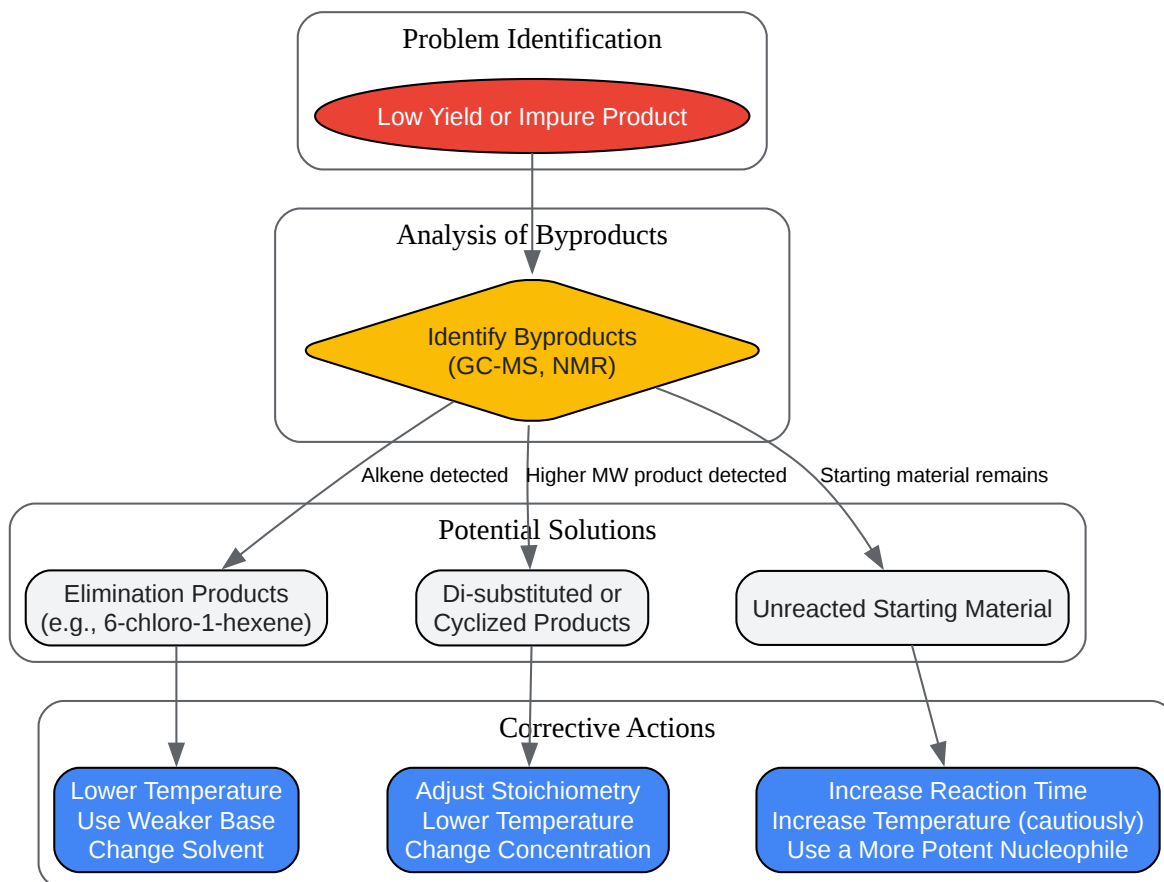 Problem Identification
Low Yield or Impure Product
Analysis of Byproducts
Identify Byproducts
(GC-MS, NMR)
Alkene detected
Higher MW product detected
Starting material remains
Potential Solutions
Elimination Products
(e.g., 6-chloro-1-hexene)
Di-substituted or
Cyclized Products
Unreacted Starting Material
Corrective Actions
Lower Temperature
Use Weaker Base
Change Solvent
Adjust Stoichiometry
Lower Temperature
Change Concentration
Increase Reaction Time
Increase Temperature (cautiously)
Use a More Potent Nucleophile